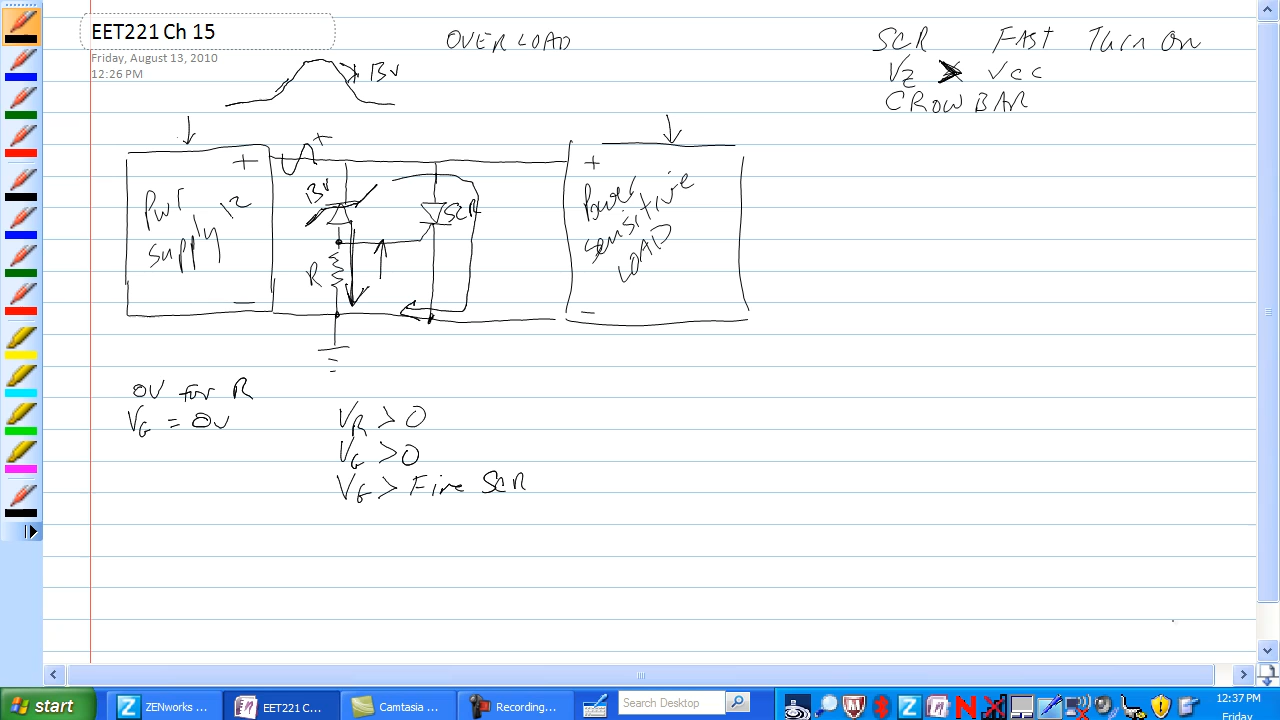 EET221 Ch 15
Friday, August 13, 2010
12:26 PM
OVERLOAD
SCR FAST Turn On
VZ > VCC
CROWBAR
13V
+
+
+
Pwr 12
Supply
13V
SCR
R
Power
Sensitive
LOAD
−
−
0V for R
VG = 0V
VR > 0
VG > 0
VG > Fire SCR
start
ZENworks ...
EET221 C...
Camtasia ...
Recording...
Search Desktop
12:37 PM
Friday